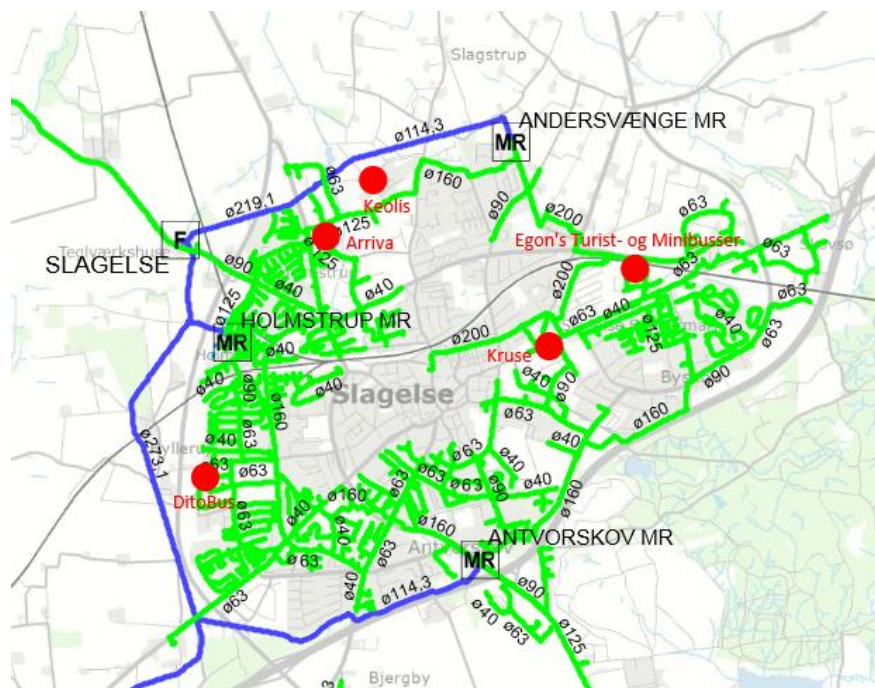 Slagstrup
ANDERSVÆNGE MR
ø114,3
MR
ø63
Keolis
ø160
ø219,1
ø90
ø200
ø63
F
Teglværkshus
SLAGELSE
Arriva
ø125
Egon's Turist- og Minibusser
ø63
ø90
ø200
ø63
ø125
ø40
ø63
ø40
ø63
HOLMSTRUP MR
MR
ø200
ø40
ø125
ø40
Kruse
ø40
ø90
ø40
ø90
ø40
ø90
Slagelse
ø160
ø63
ø160
ø40
ø63
ø40
ø273,1
ø63
ø63
ø63
ø63
ø40
ø40
DitoBus
ø63
ø40
ø160
ø90
ø160
ø160
ANTVORSKOV MR
MR
ø63
ø63
ø40
ø114,3
ø90
ø63
ø40
ø63
ø125
Bjergby